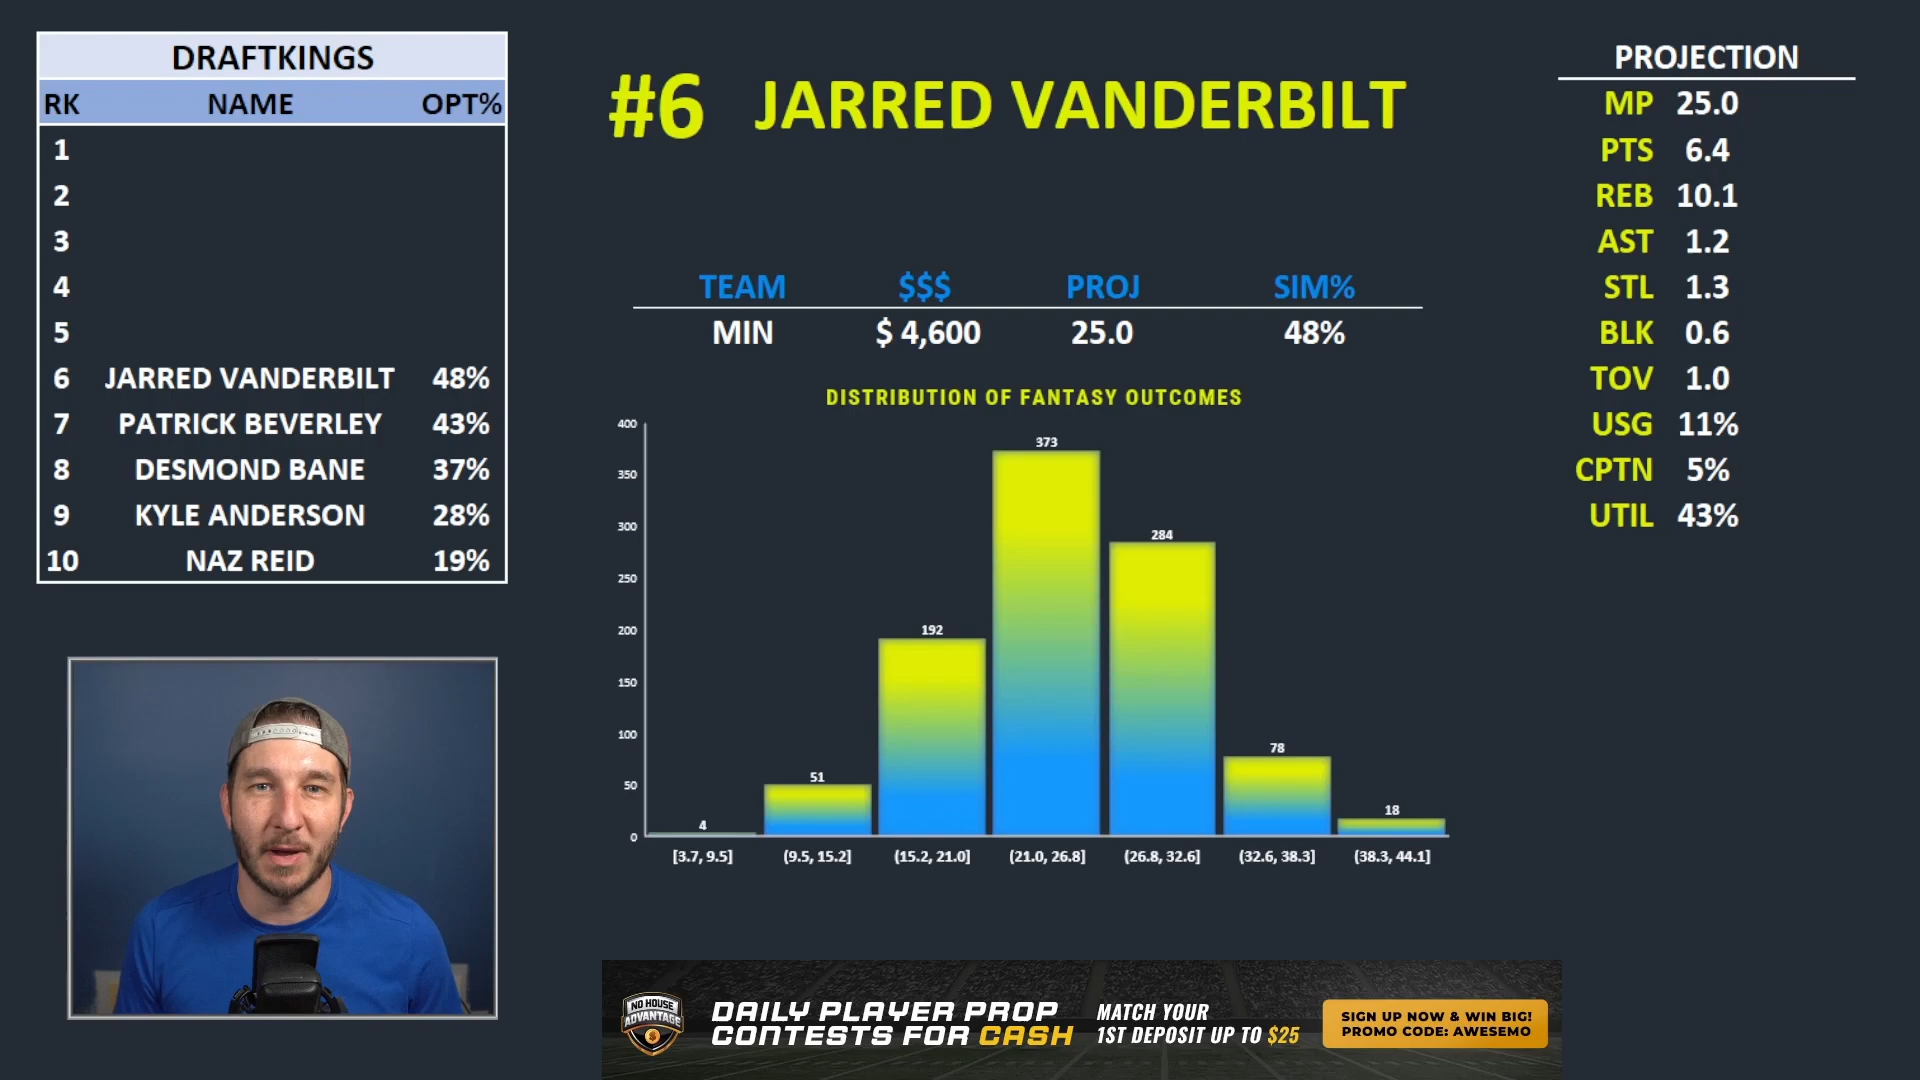 DRAFTKINGS
RK NAME OPT%
1
2
3
4
5
6 JARRED VANDERBILT 48%
7 PATRICK BEVERLEY 43%
8 DESMOND BANE 37%
9 KYLE ANDERSON 28%
10 NAZ REID 19%
#6 JARRED VANDERBILT
TEAM $$$ PROJ SIM%
MIN $ 4,600 25.0 48%
DISTRIBUTION OF FANTASY OUTCOMES
400
350
300
250
200
150
100
50
0
4
51
192
373
284
78
18
[3.7, 9.5] (9.5, 15.2] (15.2, 21.0] (21.0, 26.8] (26.8, 32.6] (32.6, 38.3] (38.3, 44.1]
PROJECTION
MP 25.0
PTS 6.4
REB 10.1
AST 1.2
STL 1.3
BLK 0.6
TOV 1.0
USG 11%
CPTN 5%
UTIL 43%
NO HOUSE
ADVANTAGE
DAILY PLAYER PROP
CONTESTS FOR CASH
MATCH YOUR
1ST DEPOSIT UP TO $25
SIGN UP NOW & WIN BIG!
PROMO CODE: AWESEMO